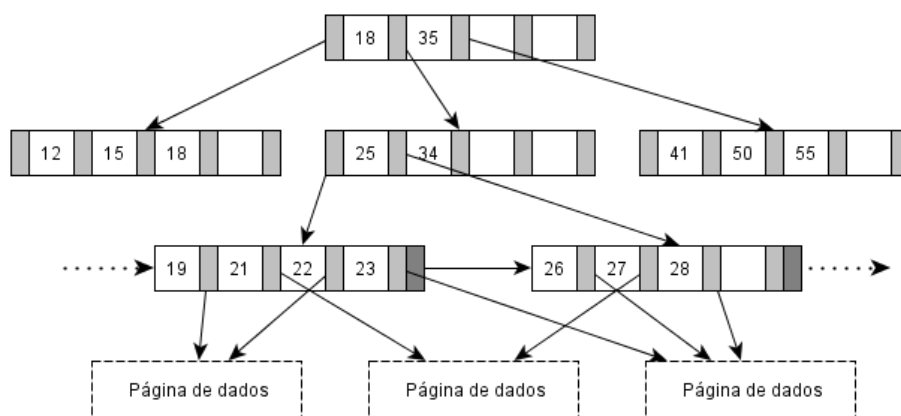 18 35
12 15 18 25 34 41 50 55
19 21 22 23 26 27 28
Página de dados Página de dados Página de dados